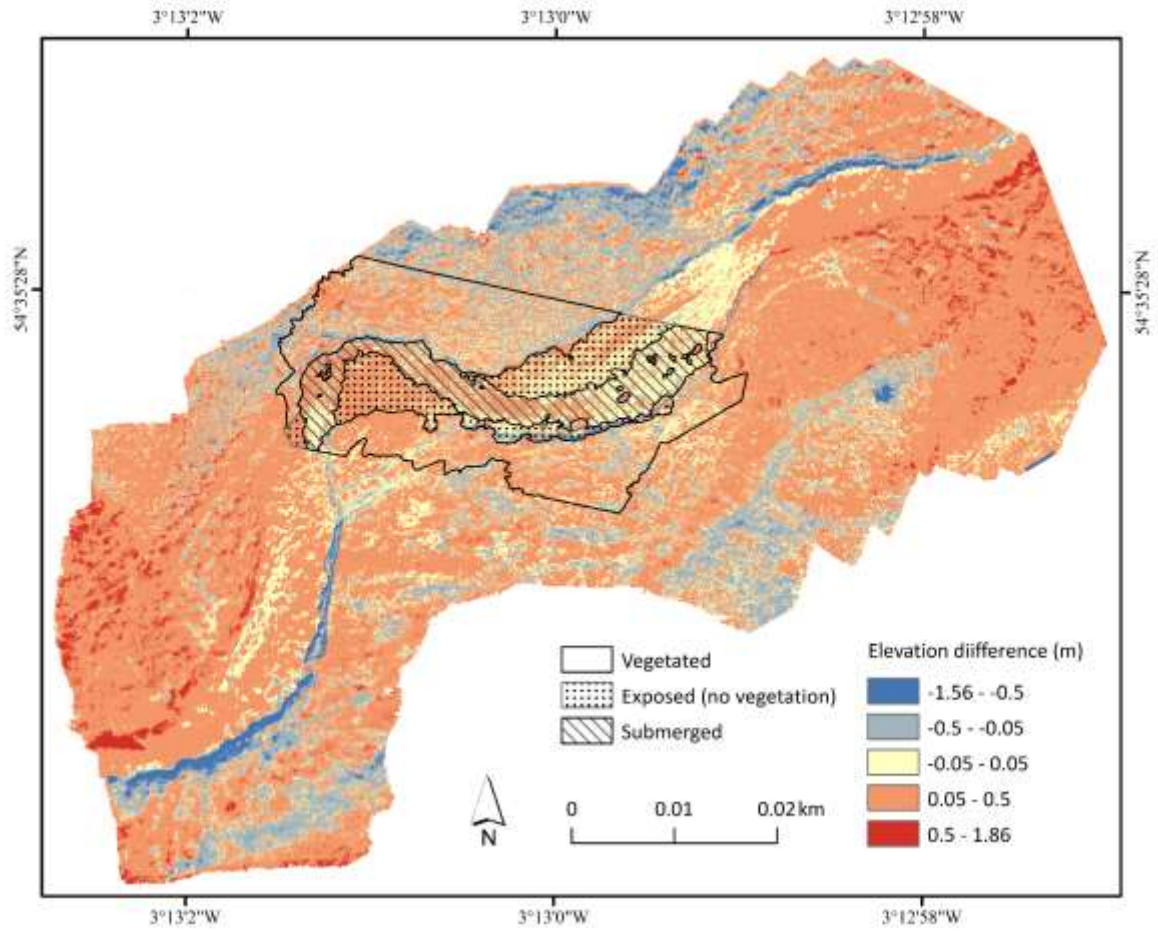 3°13'2"W 3°13'0"W 3°12'58"W
54°35'28"N
54°35'28"N
Vegetated
Exposed (no vegetation)
Submerged
Elevation diifference (m)
-1.56 - -0.5
-0.5 - -0.05
-0.05 - 0.05
0.05 - 0.5
0.5 - 1.86
N
0 0.01 0.02 km
3°13'2"W 3°13'0"W 3°12'58"W